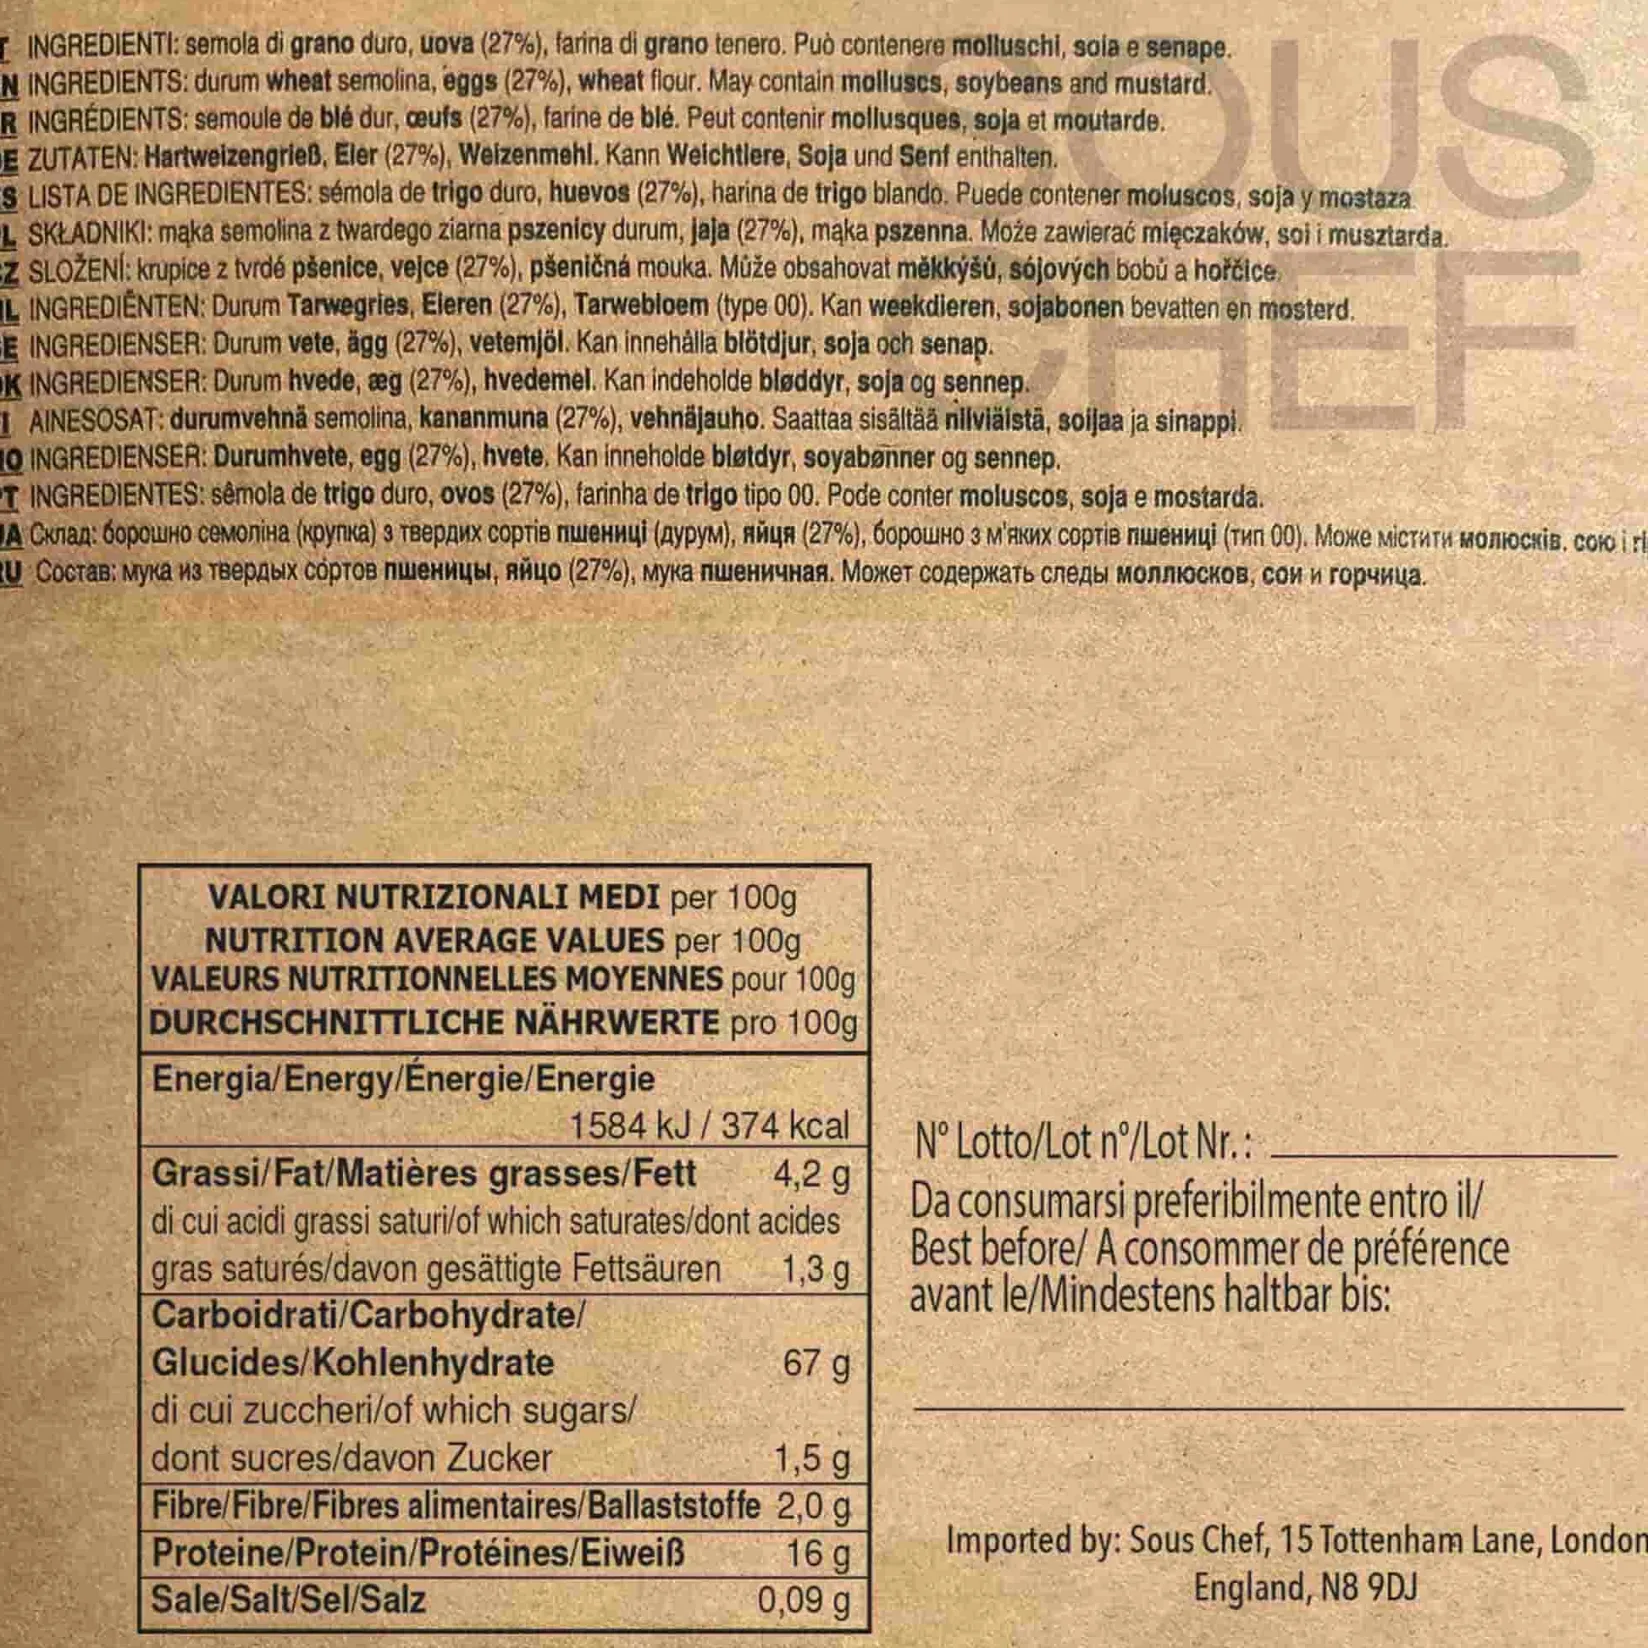 INGREDIENTI: semola di grano duro, uova (27%), farina di grano tenero. Può contenere molluschi, soia e senape.
N INGREDIENTS: durum wheat semolina, eggs (27%), wheat flour. May contain molluscs, soybeans and mustard.
R INGRÉDIENTS: semoule de blé dur, œufs (27%), farine de blé. Peut contenir mollusques, soja et moutarde.
E ZUTATEN: Hartweizengrieß, Eier (27%), Weizenmehl. Kann Weichtiere, Soja und Senf enthalten.
S LISTA DE INGREDIENTES: sémola de trigo duro, huevos (27%), harina de trigo blando. Puede contener moluscos, soja y mostaza
L SKŁADNIKI: mąka semolina z twardego ziarna pszenicy durum, jaja (27%), mąka pszenna. Może zawierać mięczaków, soi i musztarda.
Z SLOŽENÍ: krupice z tvrdé pšenice, vejce (27%), pšeničná mouka. Může obsahovat měkkýšů, sójových bobů a hořčice.
L INGREDIËNTEN: Durum Tarwegries, Eieren (27%), Tarwebloem (type 00). Kan weekdieren, sojabonen bevatten en mosterd.
E INGREDIENSER: Durum vete, ägg (27%), vetemjöl. Kan innehålla blötdjur, soja och senap.
K INGREDIENSER: Durum hvede, æg (27%), hvedemel. Kan indeholde bløddyr, soja og sennep.
I AINESOSAT: durumvehnä semolina, kananmuna (27%), vehnäjauho. Saattaa sisältää nilviäistä, soijaa ja sinappi.
O INGREDIENSER: Durumhvete, egg (27%), hvete. Kan inneholde bløtdyr, soyabønner og sennep.
T INGREDIENTES: sêmola de trigo duro, ovos (27%), farinha de trigo tipo 00. Pode conter moluscos, soja e mostarda.
A Склад: борошно семоліна (крупка) з твердих сортів пшениці (дурум), яйця (27%), борошно з м'яких сортів пшениці (тип 00). Може містити молюсків, сою і гі
U Состав: мука из твердых сортов пшеницы, яйцо (27%), мука пшеничная. Может содержать следы моллюсков, сои и горчица.
SOUS
CHEF
VALORI NUTRIZIONALI MEDI per 100g
NUTRITION AVERAGE VALUES per 100g
VALEURS NUTRITIONNELLES MOYENNES pour 100g
DURCHSCHNITTLICHE NÄHRWERTE pro 100g
Energia/Energy/Énergie/Energie
1584 kJ / 374 kcal
Grassi/Fat/Matières grasses/Fett 4,2 g
di cui acidi grassi saturi/of which saturates/dont acides
gras saturés/davon gesättigte Fettsäuren 1,3 g
Carboidrati/Carbohydrate/
Glucides/Kohlenhydrate 67 g
di cui zuccheri/of which sugars/
dont sucres/davon Zucker 1,5 g
Fibre/Fibre/Fibres alimentaires/Ballaststoffe 2,0 g
Proteine/Protein/Protéines/Eiweiß 16 g
Sale/Salt/Sel/Salz 0,09 g
N° Lotto/Lot n°/Lot Nr.:
Da consumarsi preferibilmente entro il/
Best before/ A consommer de préférence
avant le/Mindestens haltbar bis:
Imported by: Sous Chef, 15 Tottenham Lane, London
England, N8 9DJ